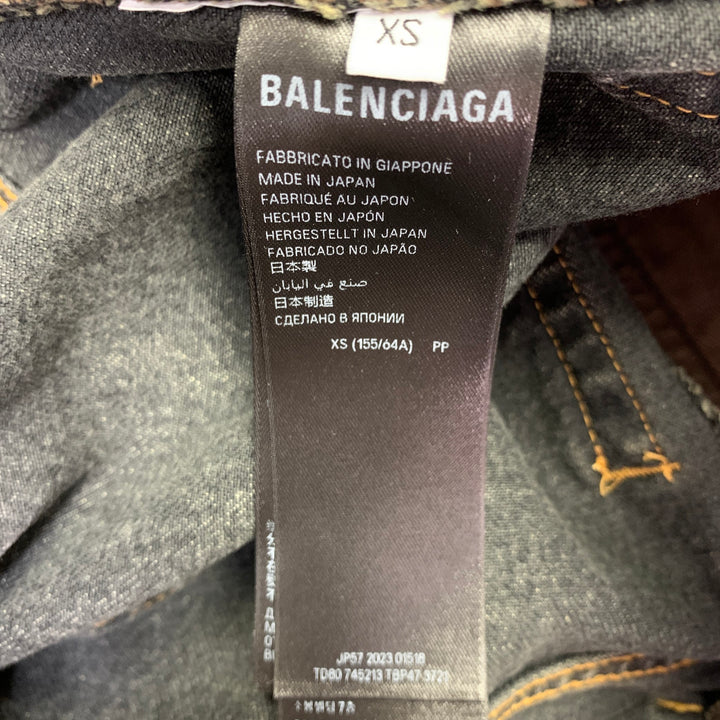 XS
BALENCIAGA
FABBRICATO IN GIAPPONE
MADE IN JAPAN
FABRIQUÉ AU JAPON
HECHO EN JAPÓN
HERGESTELLT IN JAPAN
FABRICADO NO JAPÃO
日本製
صنع في اليابان
日本制造
СДЕЛАНО В ЯПОНИИ
XS (155/64A) PP
JP57 2023 01518
TD80 745213 TBP47 3721